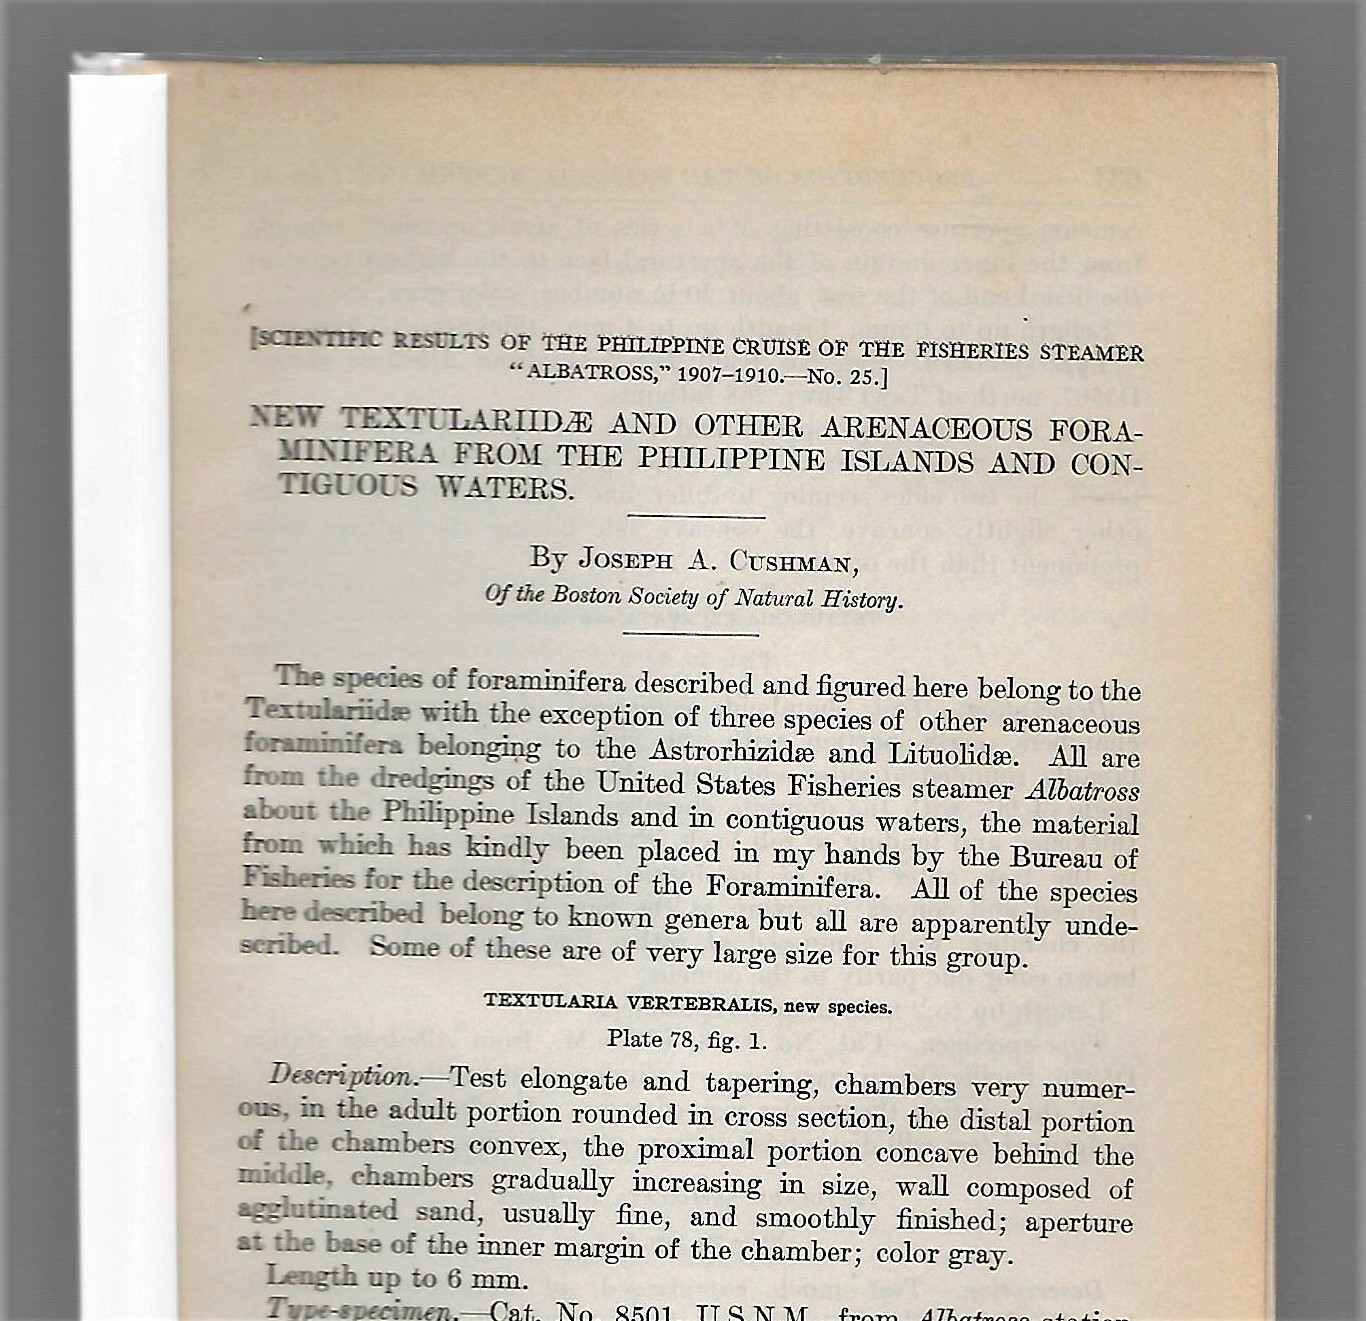 [SCIENTIFIC RESULTS OF THE PHILIPPINE CRUISE OF THE FISHERIES STEAMER
"ALBATROSS," 1907–1910.—No. 25.]
NEW TEXTULARIIDÆ AND OTHER ARENACEOUS FORA-
MINIFERA FROM THE PHILIPPINE ISLANDS AND CON-
TIGUOUS WATERS.
By JOSEPH A. CUSHMAN,
Of the Boston Society of Natural History.
The species of foraminifera described and figured here belong to the
Textulariidæ with the exception of three species of other arenaceous
foraminifera belonging to the Astrorhizidæ and Lituolidæ. All are
from the dredgings of the United States Fisheries steamer Albatross
about the Philippine Islands and in contiguous waters, the material
from which has kindly been placed in my hands by the Bureau of
Fisheries for the description of the Foraminifera. All of the species
here described belong to known genera but all are apparently unde-
scribed. Some of these are of very large size for this group.
TEXTULARIA VERTEBRALIS, new species.
Plate 78, fig. 1.
Description.—Test elongate and tapering, chambers very numer-
ous, in the adult portion rounded in cross section, the distal portion
of the chambers convex, the proximal portion concave behind the
middle, chambers gradually increasing in size, wall composed of
agglutinated sand, usually fine, and smoothly finished; aperture
at the base of the inner margin of the chamber; color gray.
Length up to 6 mm.
Type-specimen.—Cat. No. 8501, U.S.N.M., from Albatross station